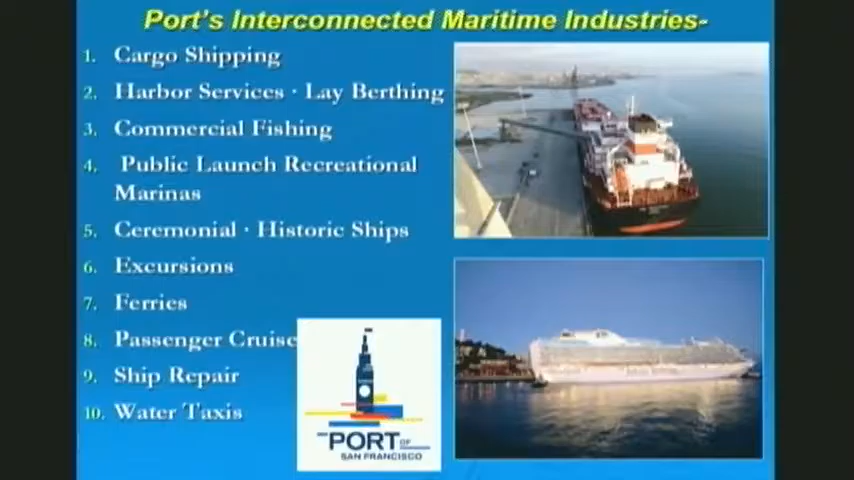 Port's Interconnected Maritime Industries-
1. Cargo Shipping
2. Harbor Services · Lay Berthing
3. Commercial Fishing
4. Public Launch Recreational
Marinas
5. Ceremonial · Historic Ships
6. Excursions
7. Ferries
8. Passenger Cruise
9. Ship Repair
10. Water Taxis
PORT OF
SAN FRANCISCO